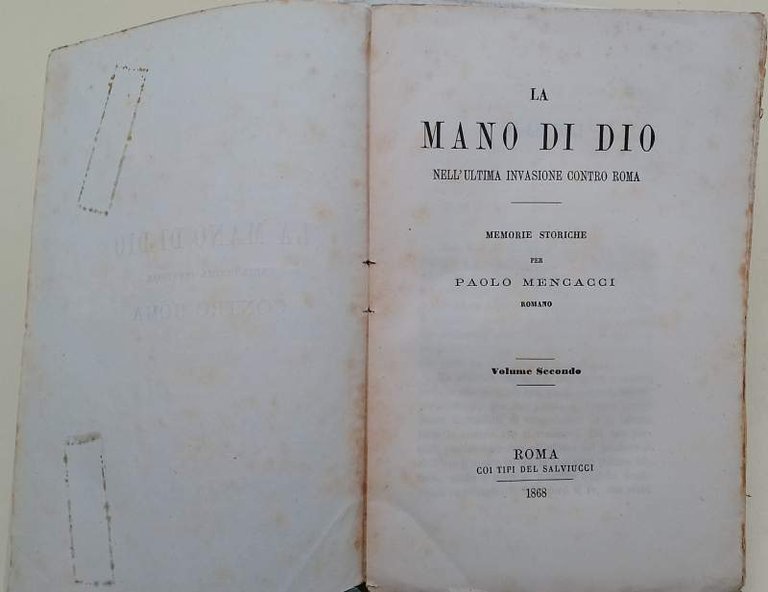 LA
MANO DI DIO
NELL'ULTIMA INVASIONE CONTRO ROMA
MEMORIE STORICHE
PER
PAOLO MENCACCI
ROMANO
Volume Secondo
ROMA
COI TIPI DEL SALVIUCCI
1868